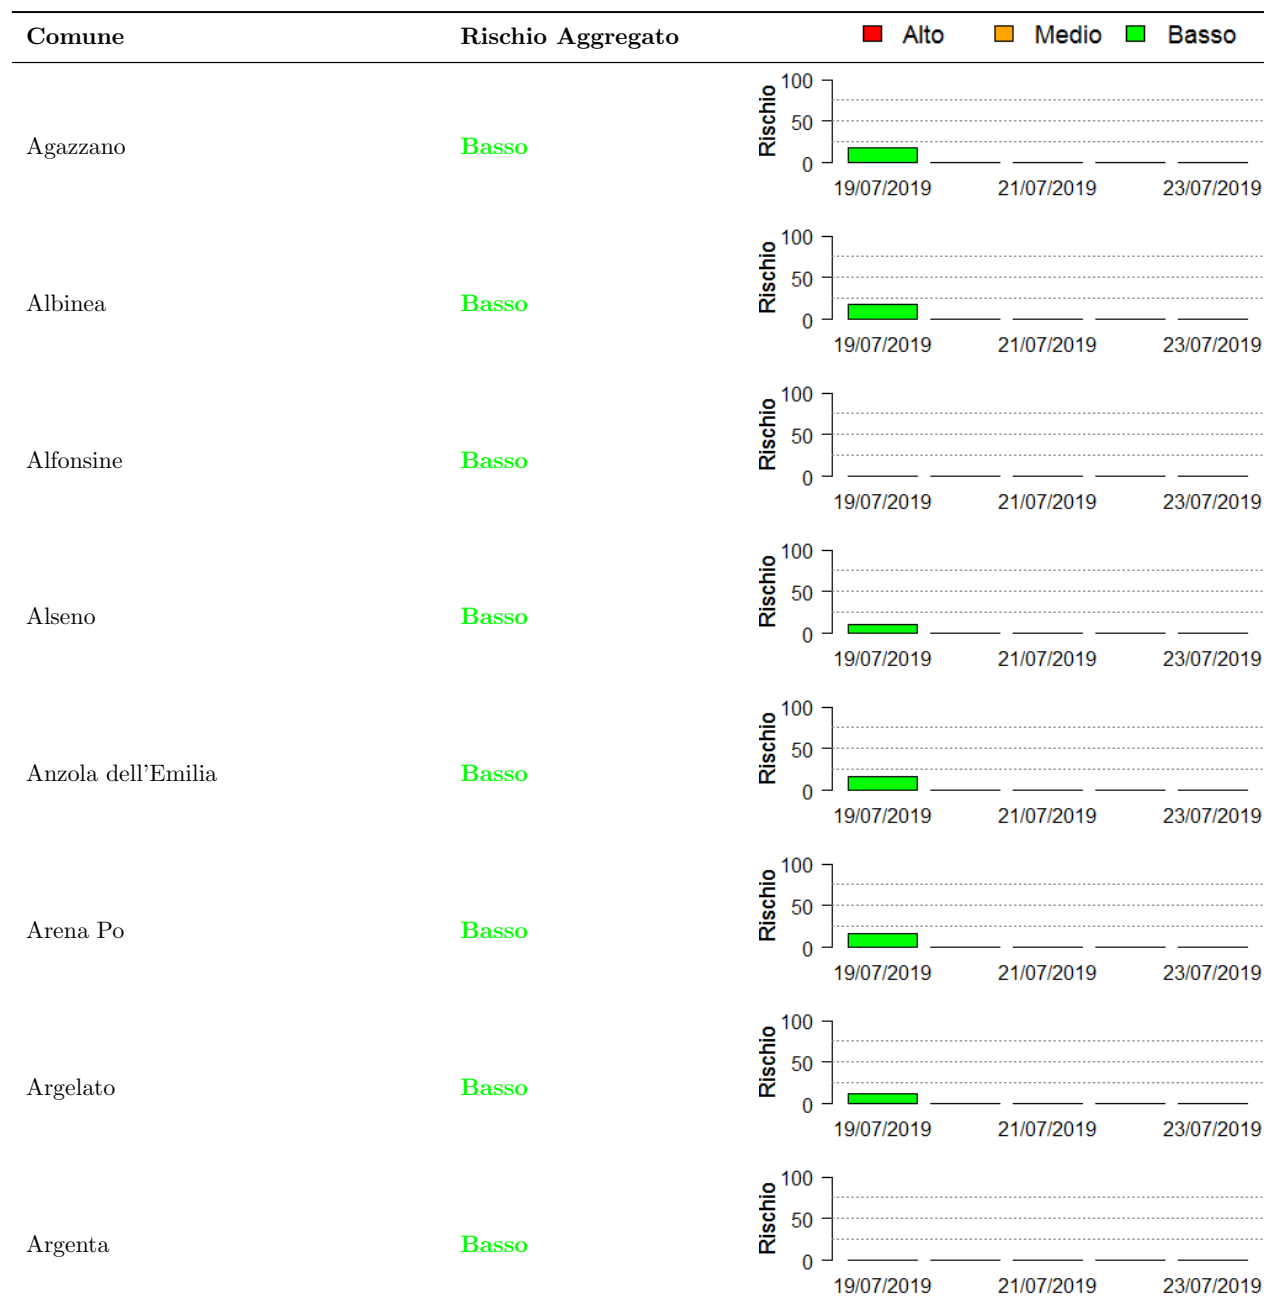 Comune Rischio Aggregato Alto Medio Basso
Agazzano Basso
Rischio
100
50
0
19/07/2019 21/07/2019 23/07/2019
Albinea Basso
Rischio
100
50
0
19/07/2019 21/07/2019 23/07/2019
Alfonsine Basso
Rischio
100
50
0
19/07/2019 21/07/2019 23/07/2019
Alseno Basso
Rischio
100
50
0
19/07/2019 21/07/2019 23/07/2019
Anzola dell'Emilia Basso
Rischio
100
50
0
19/07/2019 21/07/2019 23/07/2019
Arena Po Basso
Rischio
100
50
0
19/07/2019 21/07/2019 23/07/2019
Argelato Basso
Rischio
100
50
0
19/07/2019 21/07/2019 23/07/2019
Argenta Basso
Rischio
100
50
0
19/07/2019 21/07/2019 23/07/2019